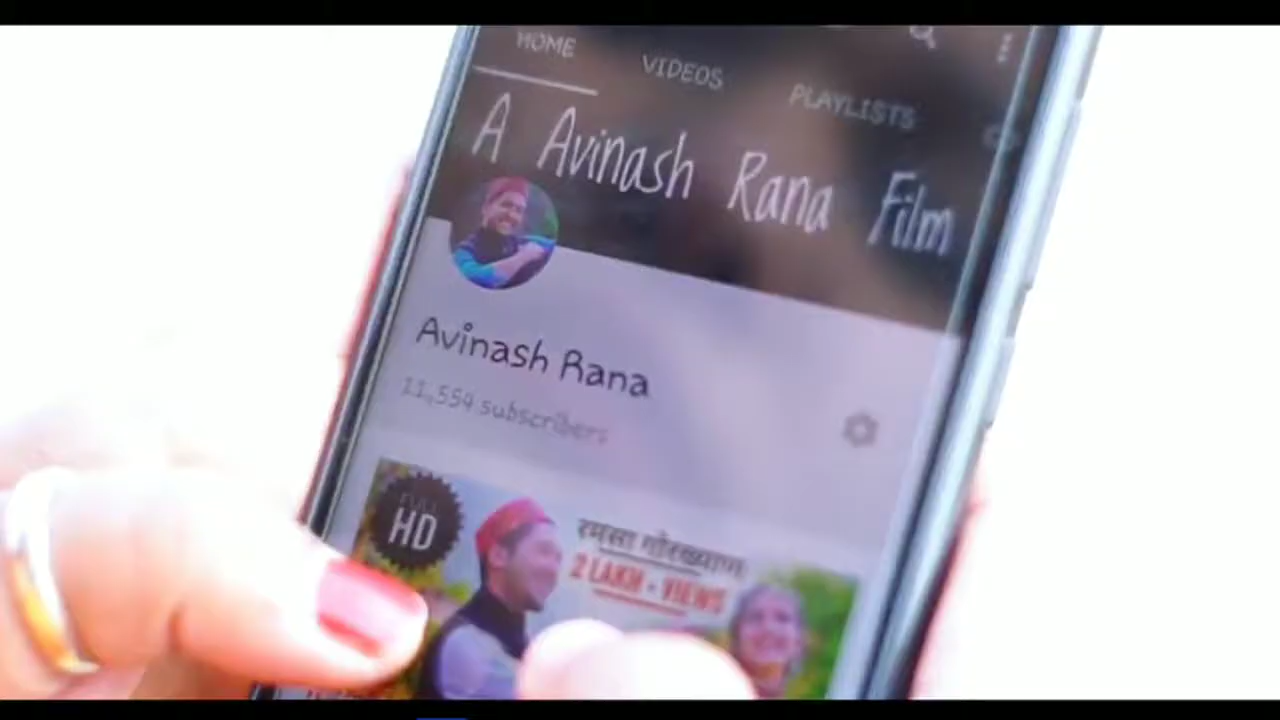 HOME VIDEOS PLAYLISTS
A Avinash Rana Film
Avinash Rana
11,554 subscribers
FULL
HD
2 LAKH + VIEWS